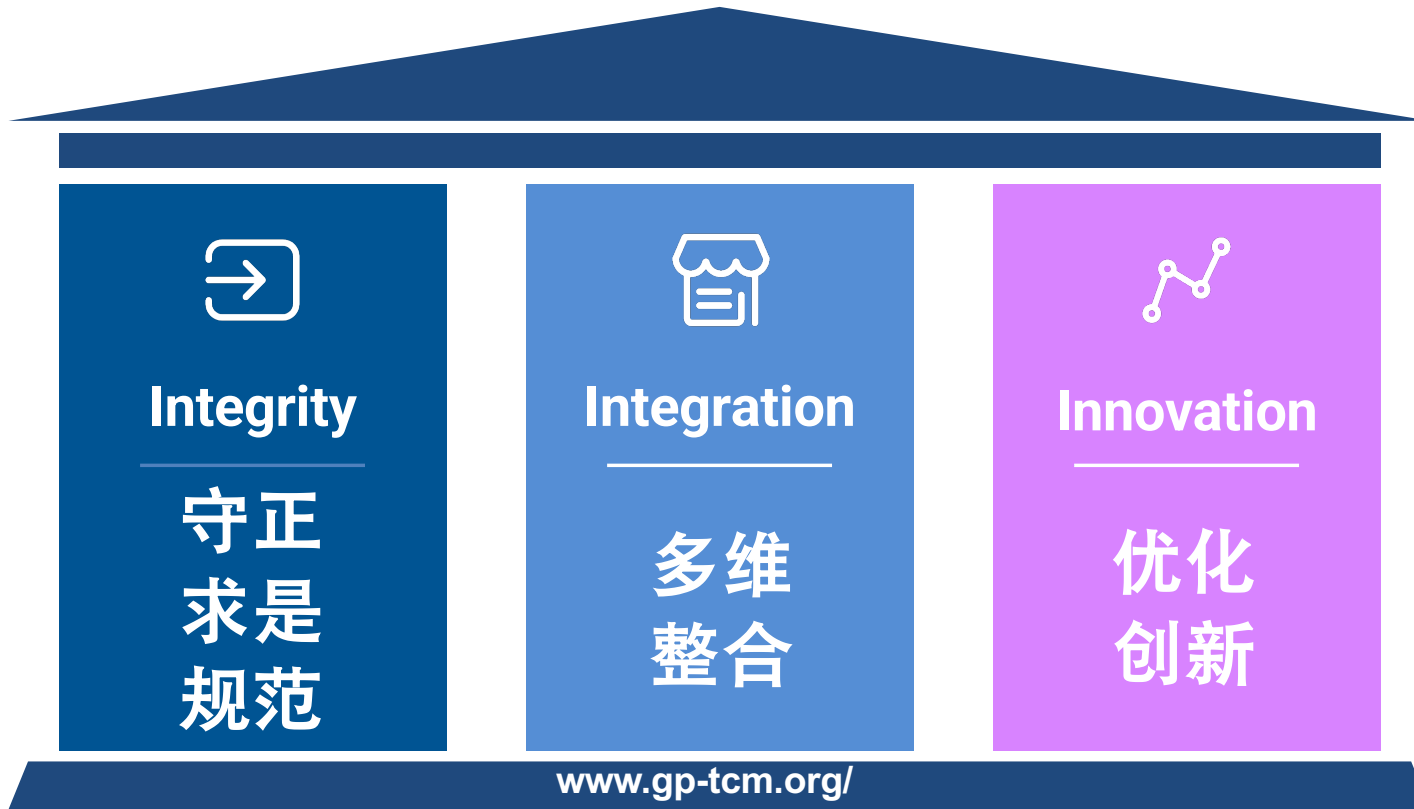 Integrity
守正
求是
规范
Integration
多维
整合
Innovation
优化
创新
www.gp-tcm.org/